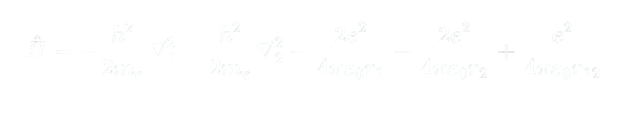 Ĥ = − ħ²/2mₑ ∇₁² − ħ²/2mₑ ∇₂² − 2e²/4πε₀r₁ − 2e²/4πε₀r₂ + e²/4πε₀r₁₂